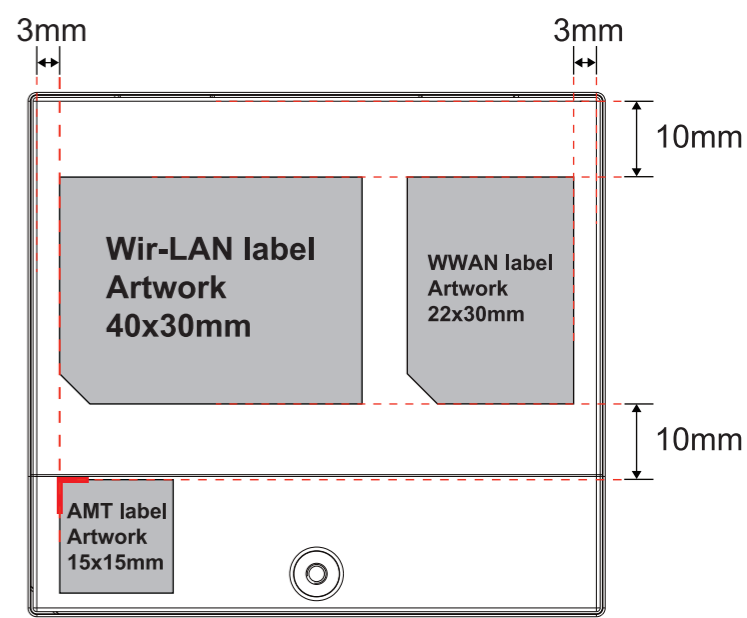 3mm
3mm
10mm
Wir-LAN label
Artwork
40x30mm
WWAN label
Artwork
22x30mm
10mm
AMT label
Artwork
15x15mm